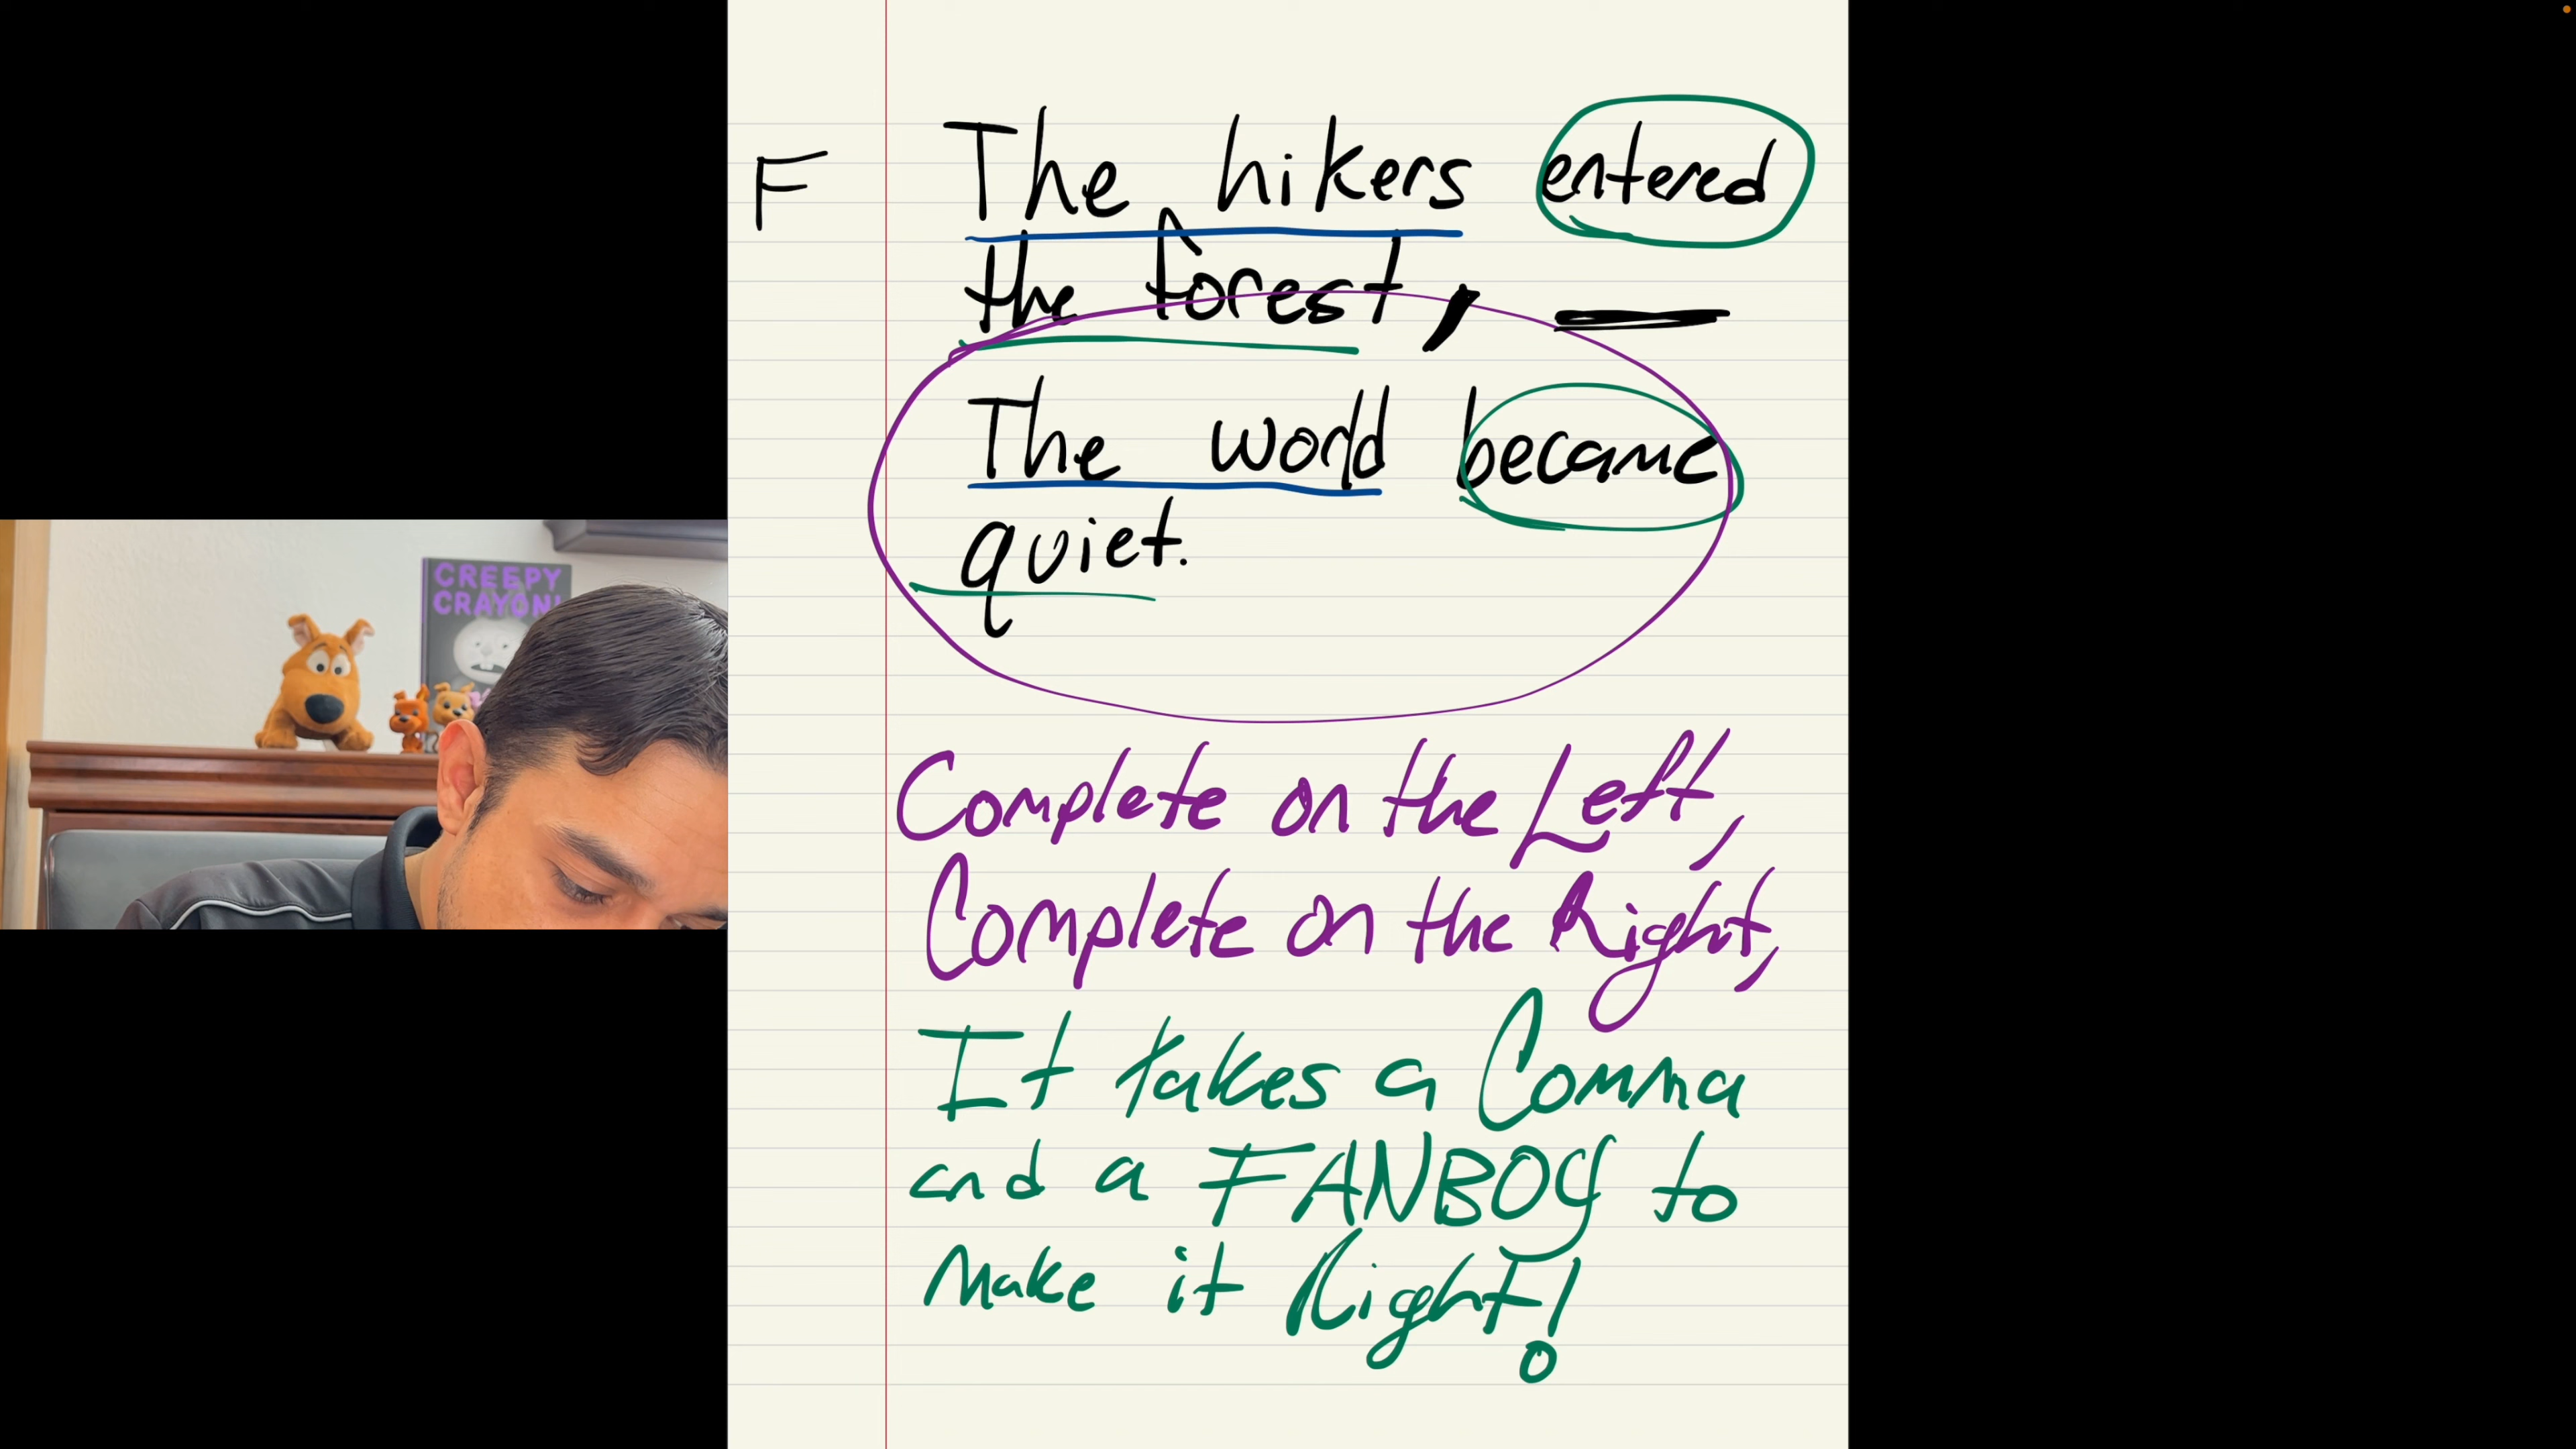 F The hikers entered
the forest, ___
The world became
quiet.
CREEPY
CRAYON!
Complete on the Left,
Complete on the Right,
It takes a Comma
and a FANBOY to
make it Right!